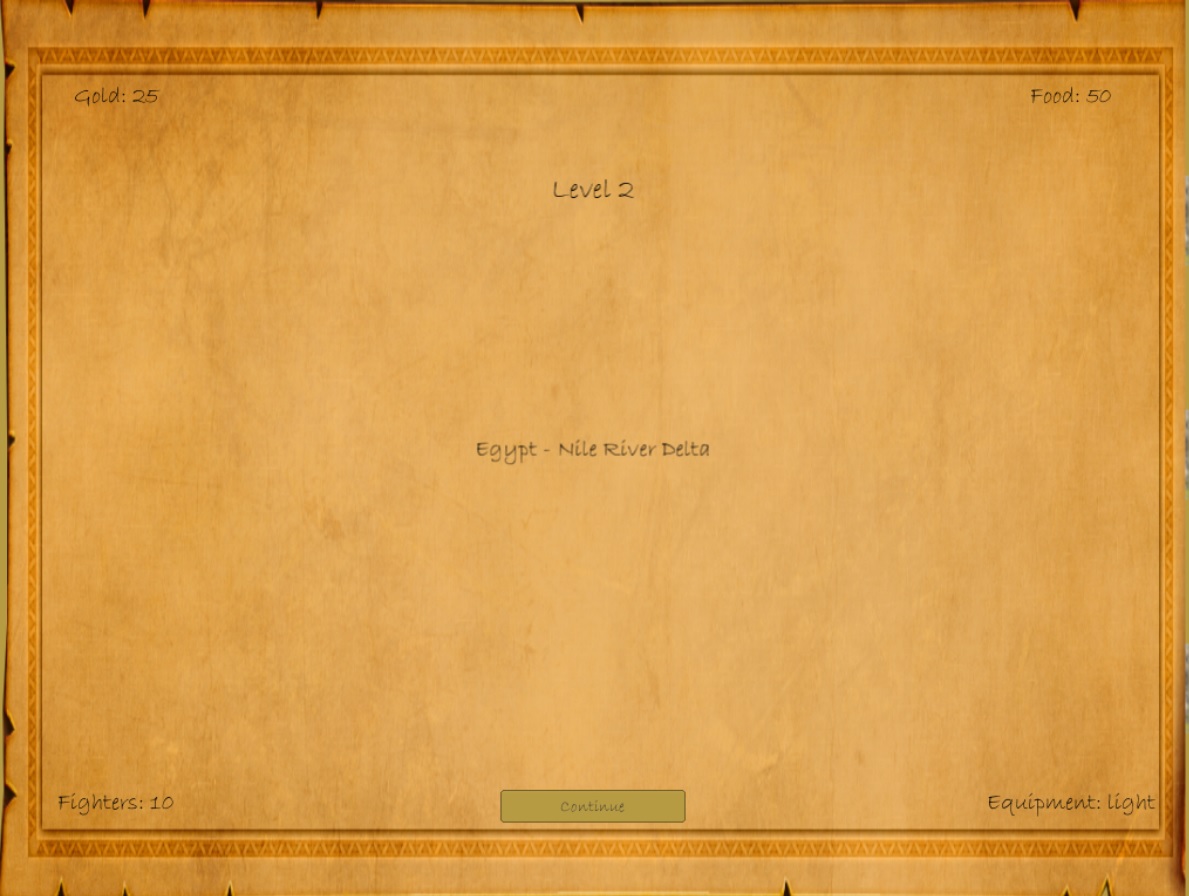 Gold: 25
Food: 50
Level 2
Egypt - Nile River Delta
Fighters: 10
Continue
Equipment: light